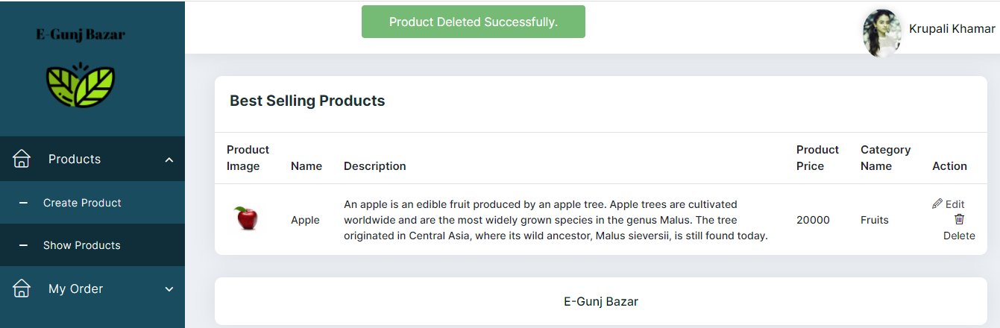 E-Gunj Bazar
Product Deleted Successfully.
Krupali Khamar
Products
Create Product
Show Products
My Order
Best Selling Products
Product
Image
Name
Description
Product
Price
Category
Name
Action
Apple
An apple is an edible fruit produced by an apple tree. Apple trees are cultivated
worldwide and are the most widely grown species in the genus Malus. The tree
originated in Central Asia, where its wild ancestor, Malus sieversii, is still found today.
20000
Fruits
Edit
Delete
E-Gunj Bazar